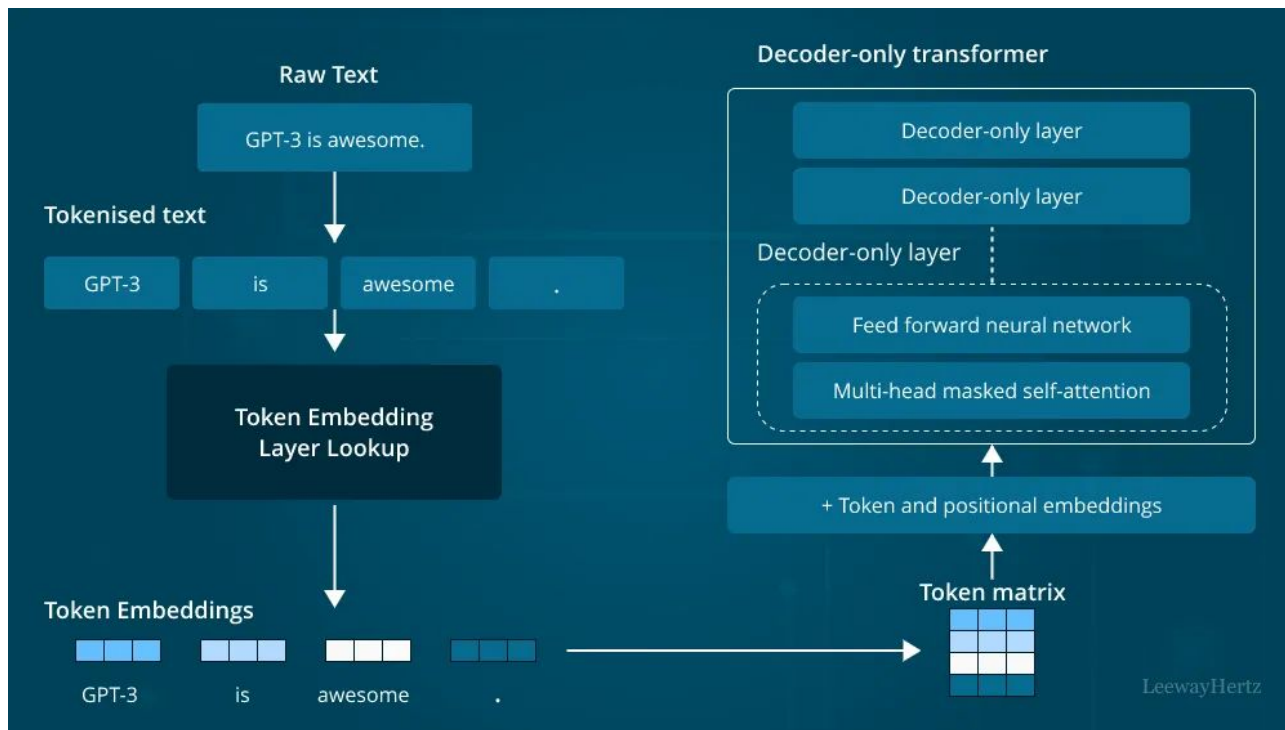 Raw Text
GPT-3 is awesome.
Tokenised text
GPT-3 is awesome .
Token Embedding
Layer Lookup
Token Embeddings
GPT-3 is awesome .
Decoder-only transformer
Decoder-only layer
Decoder-only layer
Decoder-only layer
Feed forward neural network
Multi-head masked self-attention
+ Token and positional embeddings
Token matrix
LeewayHertz